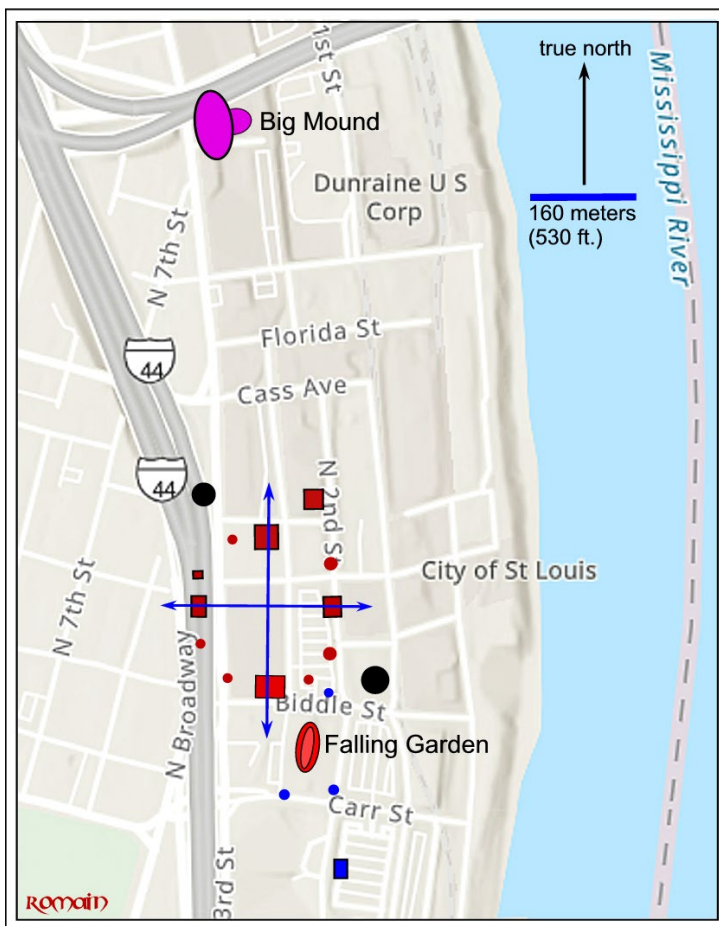 1st St
true north
Mississippi River
Big Mound
Dunraine U S
Corp
160 meters
(530 ft.)
N 7th St
Florida St
44
Cass Ave
44
N 2nd St
City of St Louis
N 7th St
N Broadway
Biddle St
Falling Garden
Carr St
3rd St
Romain